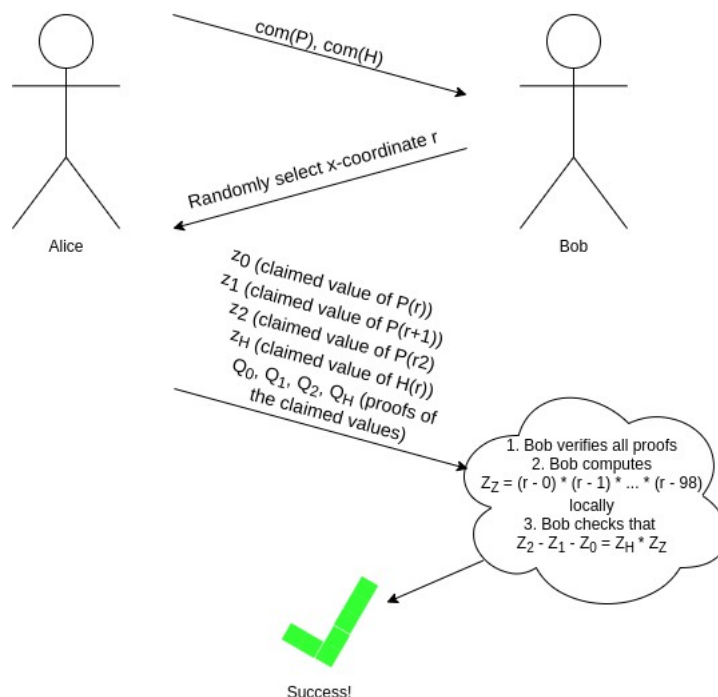 com(P), com(H)
Randomly select x-coordinate r
Alice
Bob
z0 (claimed value of P(r))
z1 (claimed value of P(r+1))
z2 (claimed value of P(r2)
zH (claimed value of H(r))
Q0, Q1, Q2, QH (proofs of
the claimed values)
1. Bob verifies all proofs
2. Bob computes
ZZ = (r - 0) * (r - 1) * ... * (r - 98)
locally
3. Bob checks that
Z2 - Z1 - Z0 = ZH * ZZ
Success!